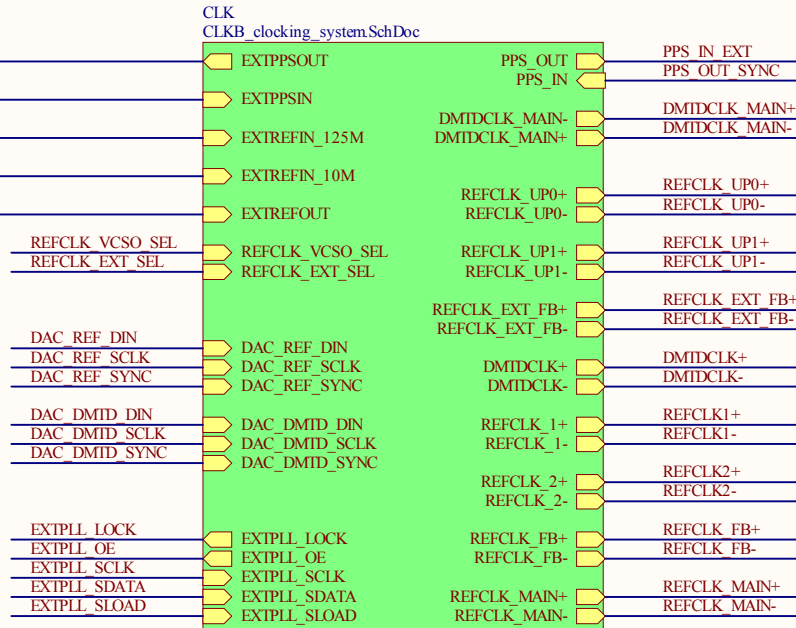 CLK
CLKB_clocking_system.SchDoc
EXTPPSOUT PPS_OUT PPS_IN_EXT
PPS_IN PPS_OUT_SYNC
EXTPPSIN
DMTDCLK_MAIN- DMTDCLK_MAIN+
EXTREFIN_125M DMTDCLK_MAIN+ DMTDCLK_MAIN-
EXTREFIN_10M
REFCLK_UP0+ REFCLK_UP0+
EXTREFOUT REFCLK_UP0- REFCLK_UP0-
REFCLK_VCSO_SEL REFCLK_VCSO_SEL REFCLK_UP1+ REFCLK_UP1+
REFCLK_EXT_SEL REFCLK_EXT_SEL REFCLK_UP1- REFCLK_UP1-
REFCLK_EXT_FB+ REFCLK_EXT_FB+
REFCLK_EXT_FB- REFCLK_EXT_FB-
DAC_REF_DIN DAC_REF_DIN
DAC_REF_SCLK DAC_REF_SCLK DMTDCLK+ DMTDCLK+
DAC_REF_SYNC DAC_REF_SYNC DMTDCLK- DMTDCLK-
DAC_DMTD_DIN DAC_DMTD_DIN REFCLK_1+ REFCLK1+
DAC_DMTD_SCLK DAC_DMTD_SCLK REFCLK_1- REFCLK1-
DAC_DMTD_SYNC DAC_DMTD_SYNC
REFCLK_2+ REFCLK2+
REFCLK_2- REFCLK2-
EXTPLL_LOCK EXTPLL_LOCK REFCLK_FB+ REFCLK_FB+
EXTPLL_OE EXTPLL_OE REFCLK_FB- REFCLK_FB-
EXTPLL_SCLK EXTPLL_SCLK
EXTPLL_SDATA EXTPLL_SDATA REFCLK_MAIN+ REFCLK_MAIN+
EXTPLL_SLOAD EXTPLL_SLOAD REFCLK_MAIN- REFCLK_MAIN-